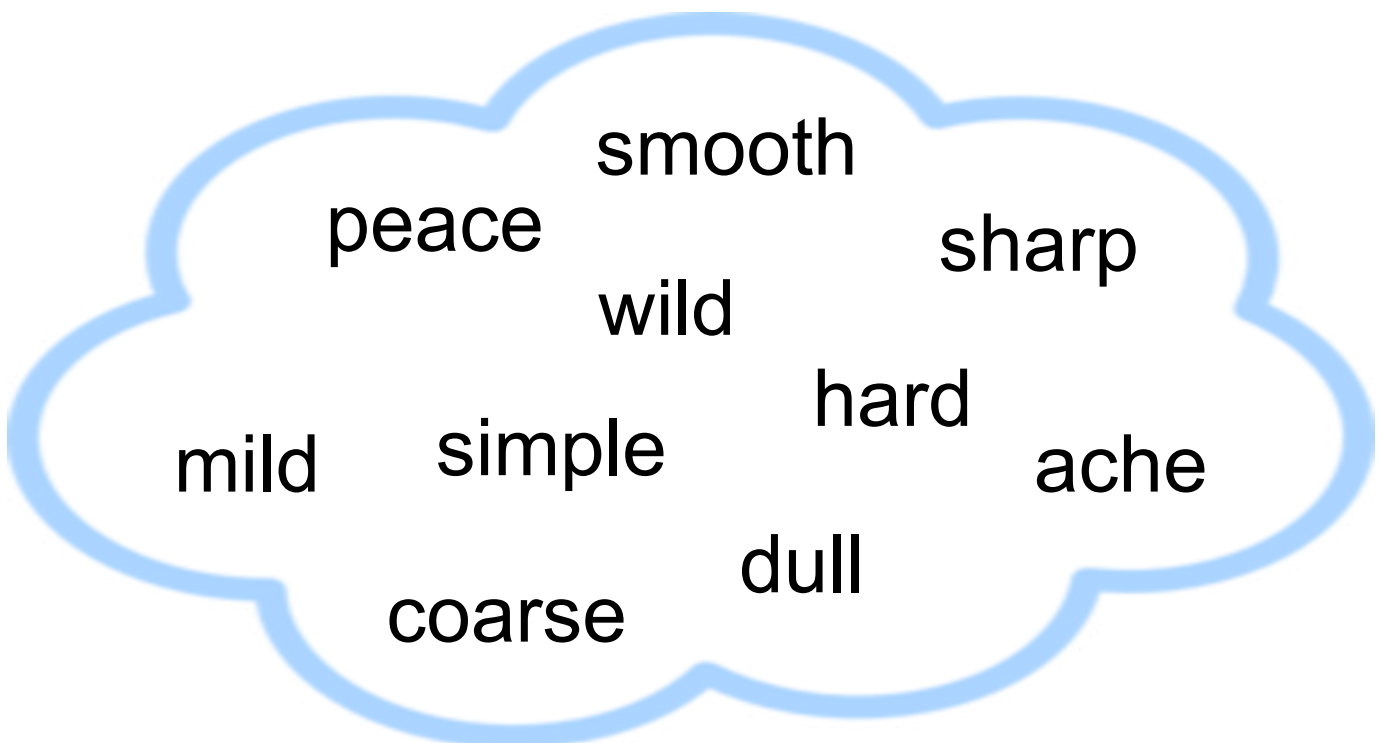 smooth
peace
sharp
wild
hard
simple
mild
ache
dull
coarse